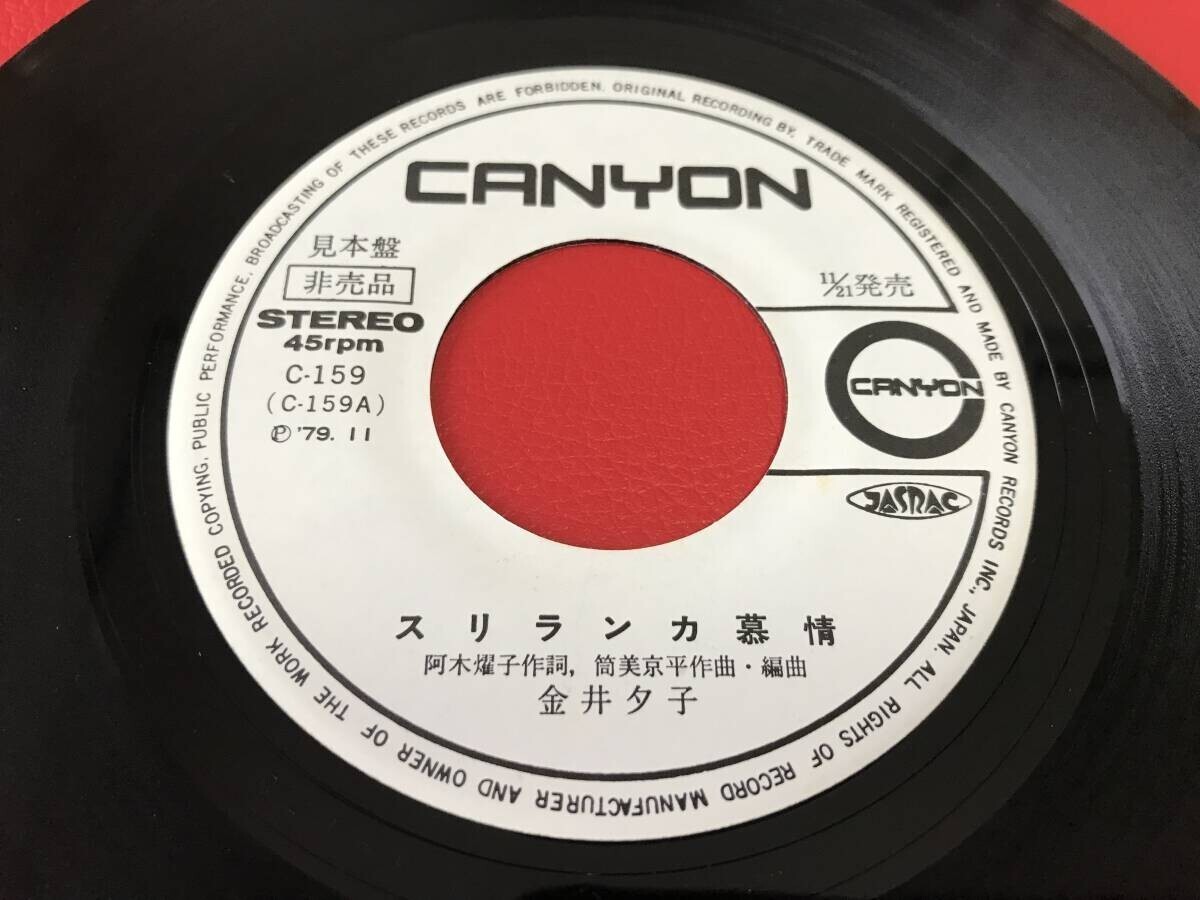 CANYON
見本盤
非売品
STEREO
45rpm
C-159
(C-159A)
Ⓟ '79. 11
11/21発売
CANYON
JASRAC
スリランカ慕情
阿木燿子作詞, 筒美京平作曲・編曲
金井夕子
ALL RIGHTS OF RECORD MANUFACTURER AND OWNER OF THE WORK RECORDED COPYING, PUBLIC PERFORMANCE, BROADCASTING OF THESE RECORDS ARE FORBIDDEN. ORIGINAL RECORDING BY, TRADE MARK REGISTERED AND MADE BY CANYON RECORDS INC., JAPAN.